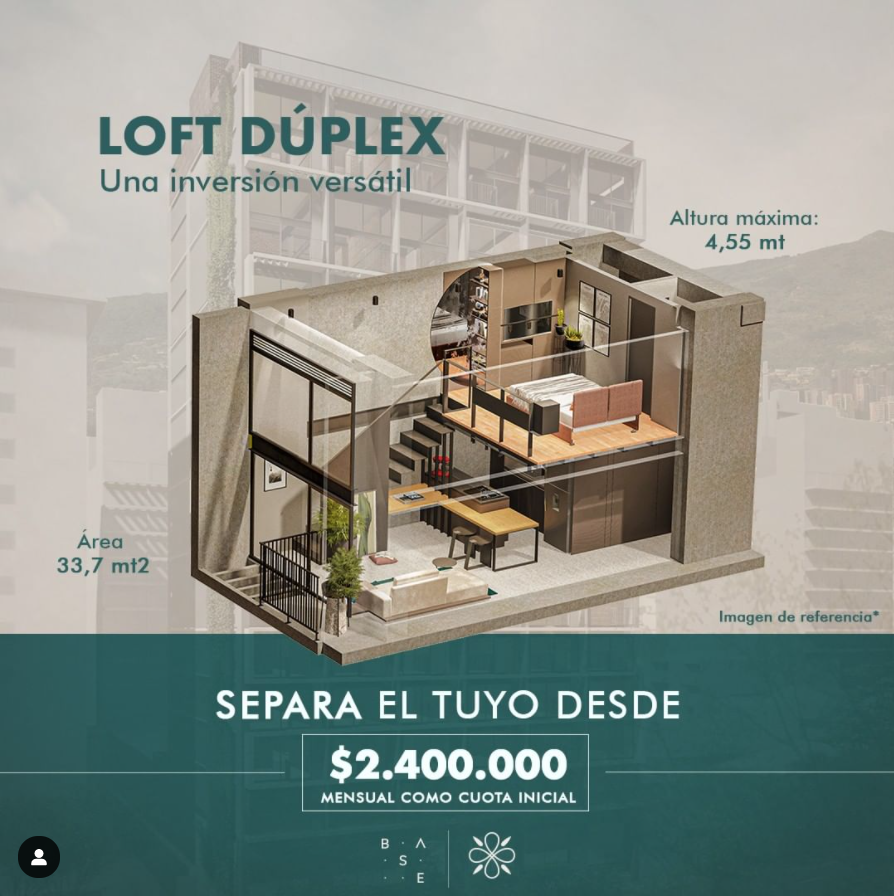 LOFT DÚPLEX
Una inversión versátil
Altura máxima:
4,55 mt
Área
33,7 mt2
Imagen de referencia*
SEPARA EL TUYO DESDE
$2.400.000
MENSUAL COMO CUOTA INICIAL
B · A
· S ·
· · E